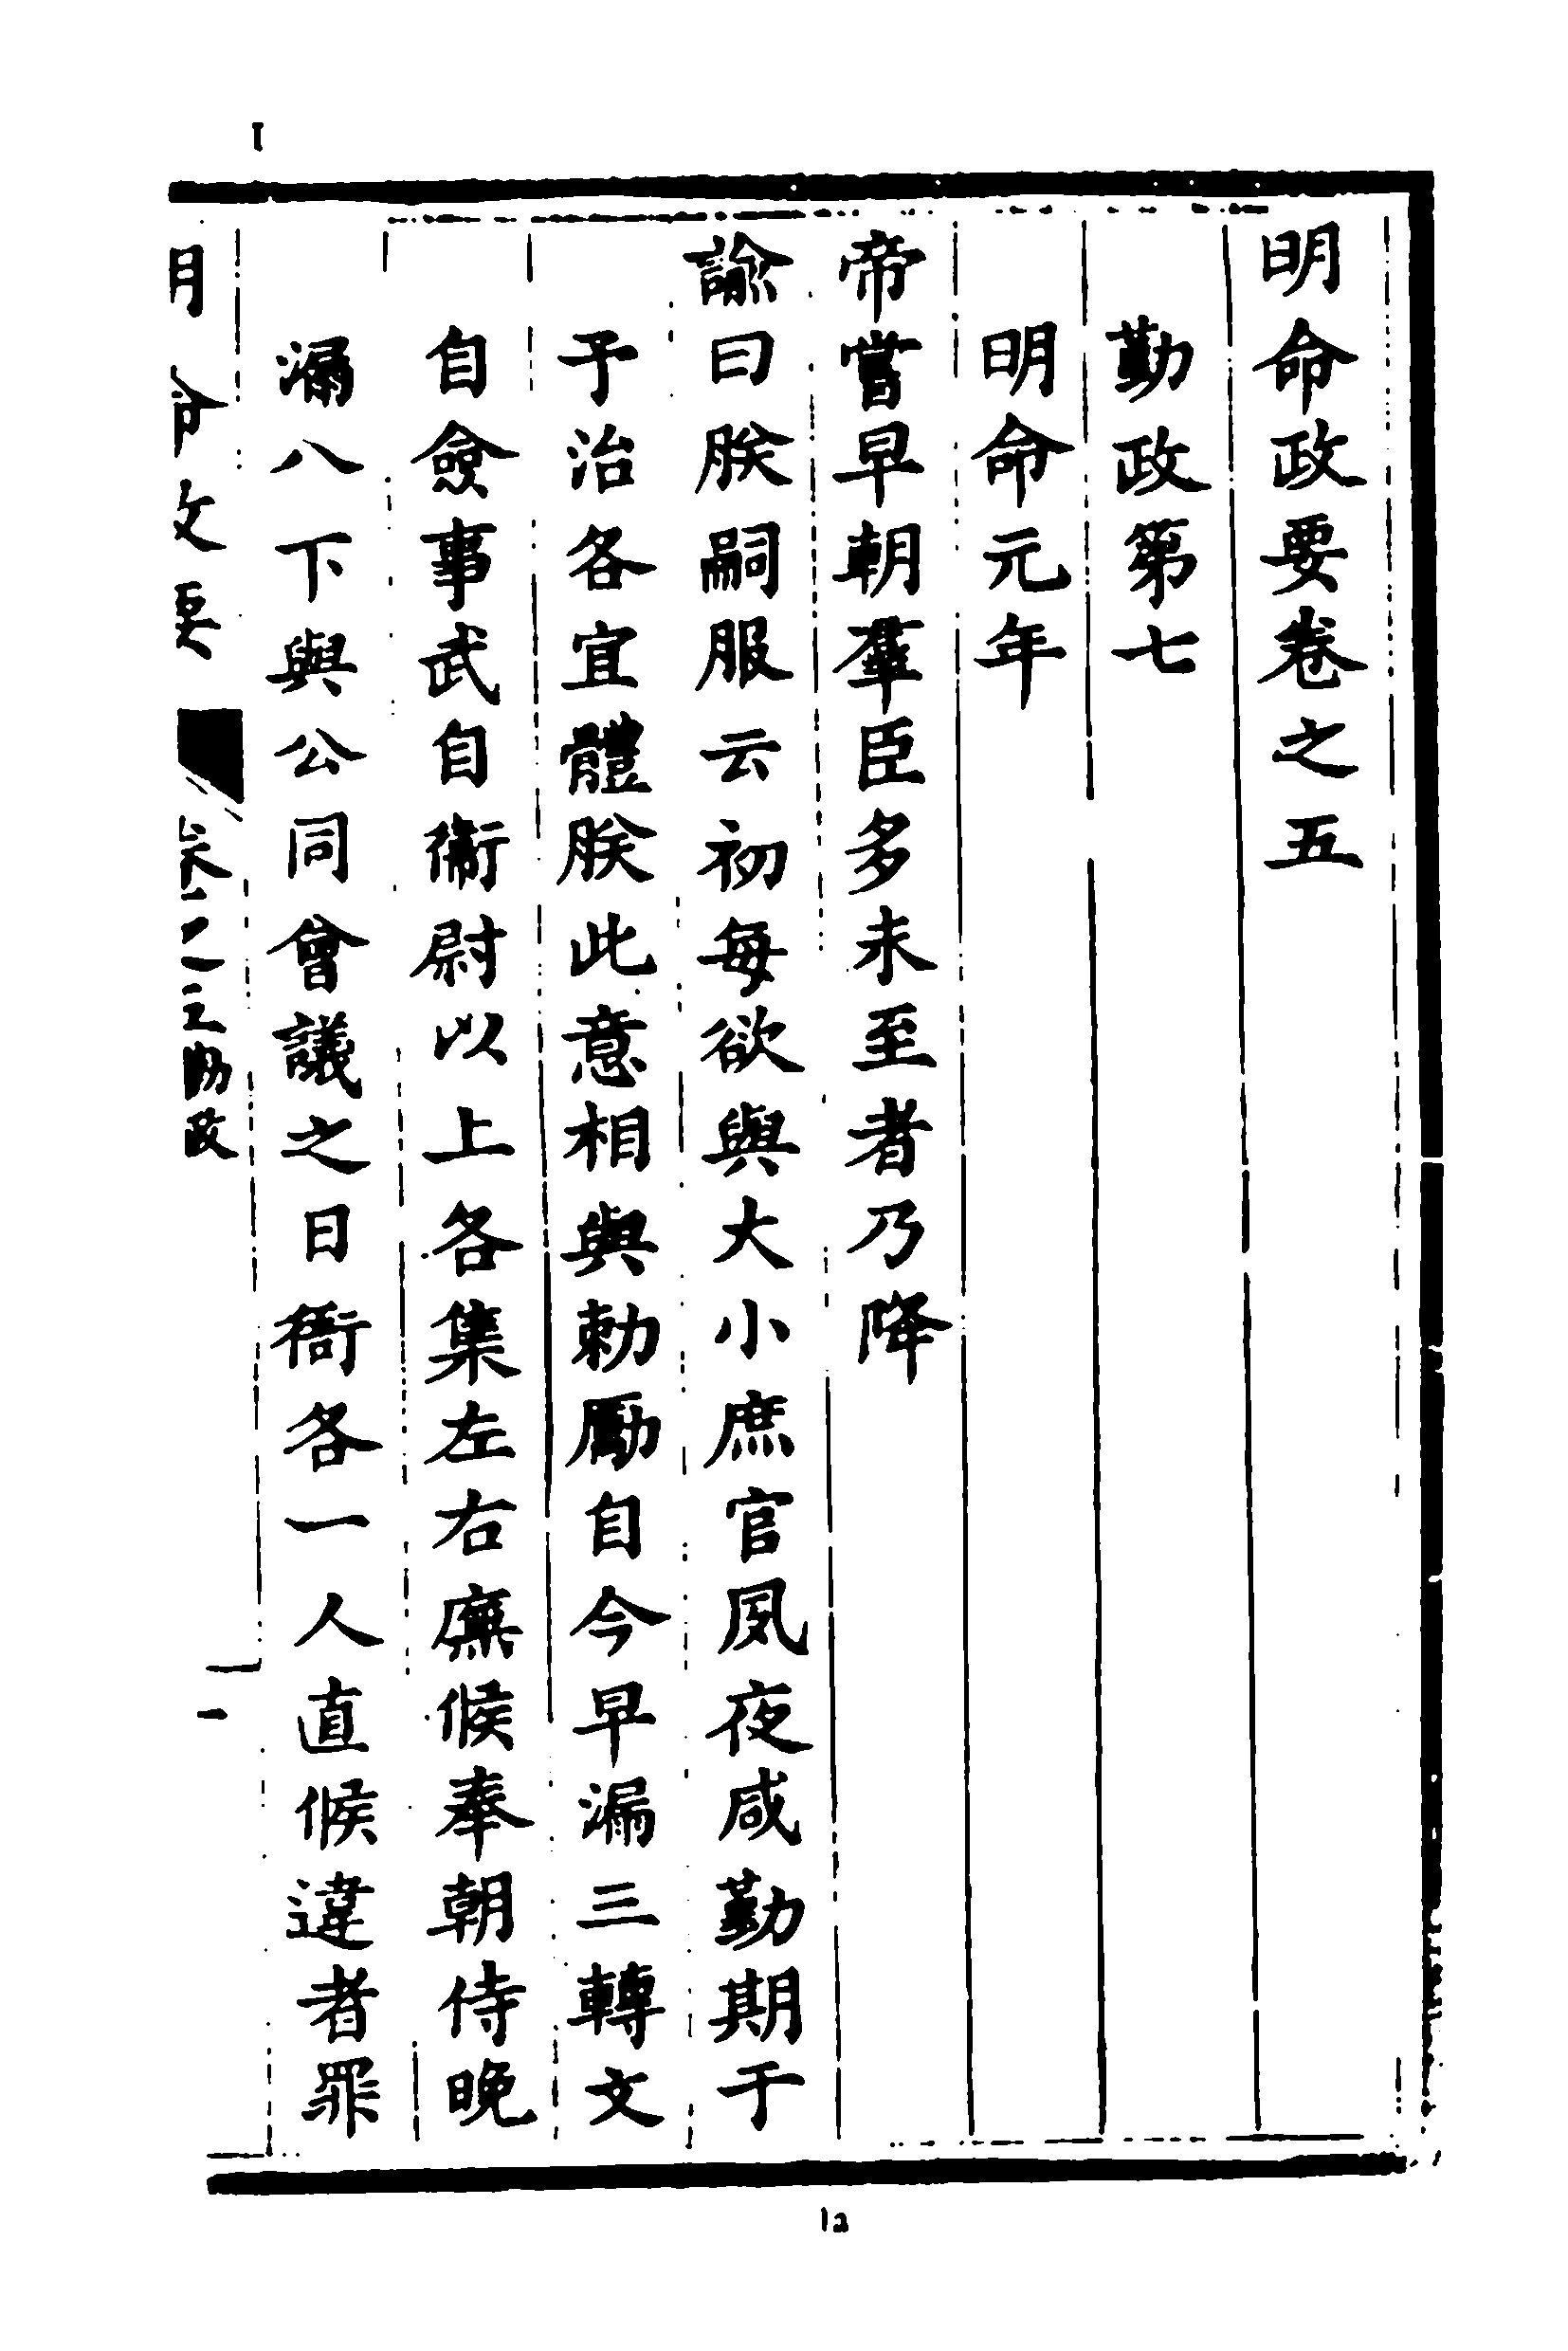 I
明命政要卷之五
勤政第七
明命元年
帝嘗早朝羣臣多未至者乃降
諭曰朕嗣服云初每欲與大小庶官夙夜咸勤期于
予治各宜體朕此意相與勅勵自今早漏三轉文
自僉事武自衛尉以上各集左右廡候奉朝侍晚
漏八下與公同會議之日衙各一人直候違者罪
明命政要 卷之五 勤政 一
1a